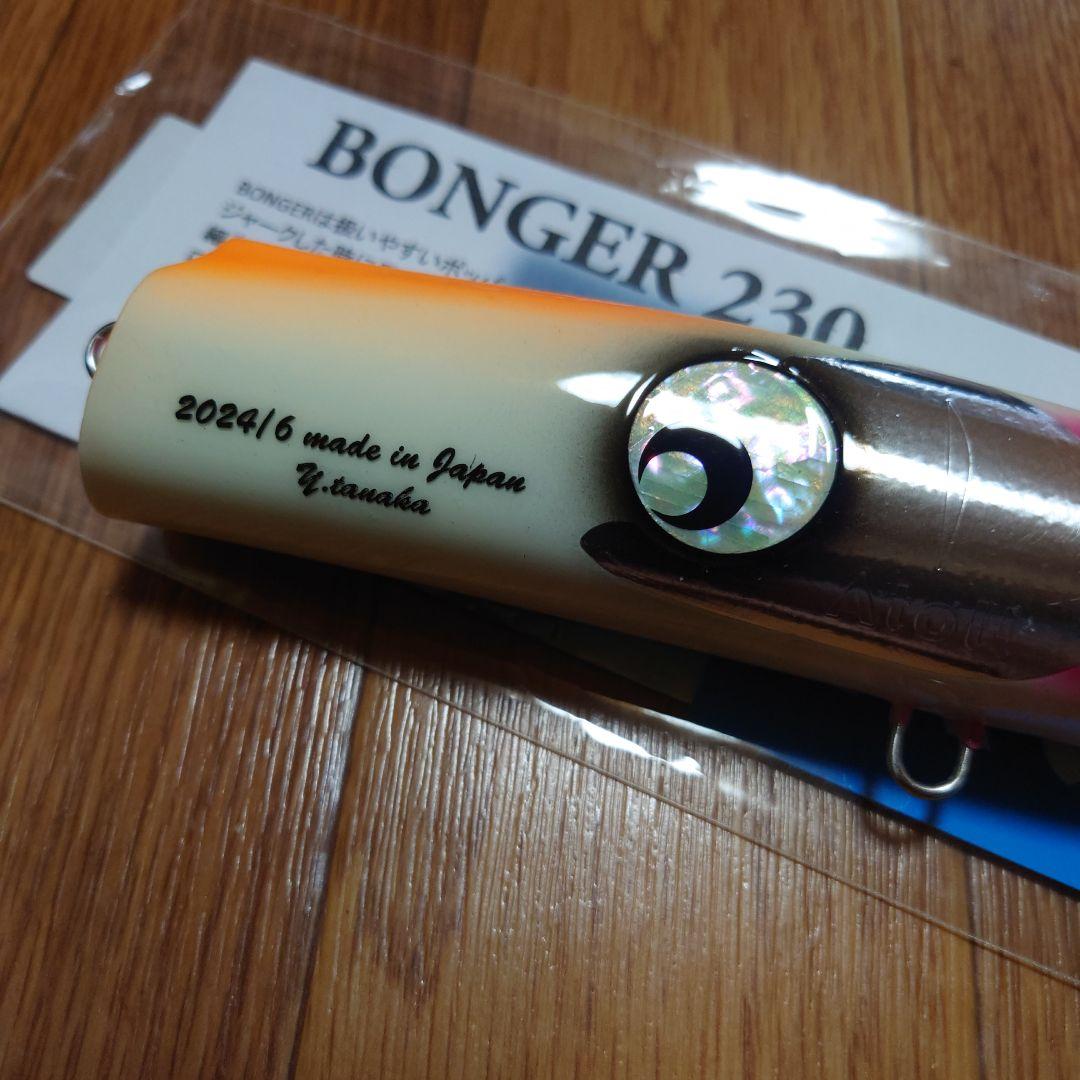 BONGER 230
BONGERは扱いやすいポッパ
ジャークした時に
2024/6 made in Japan
Y.tanaka